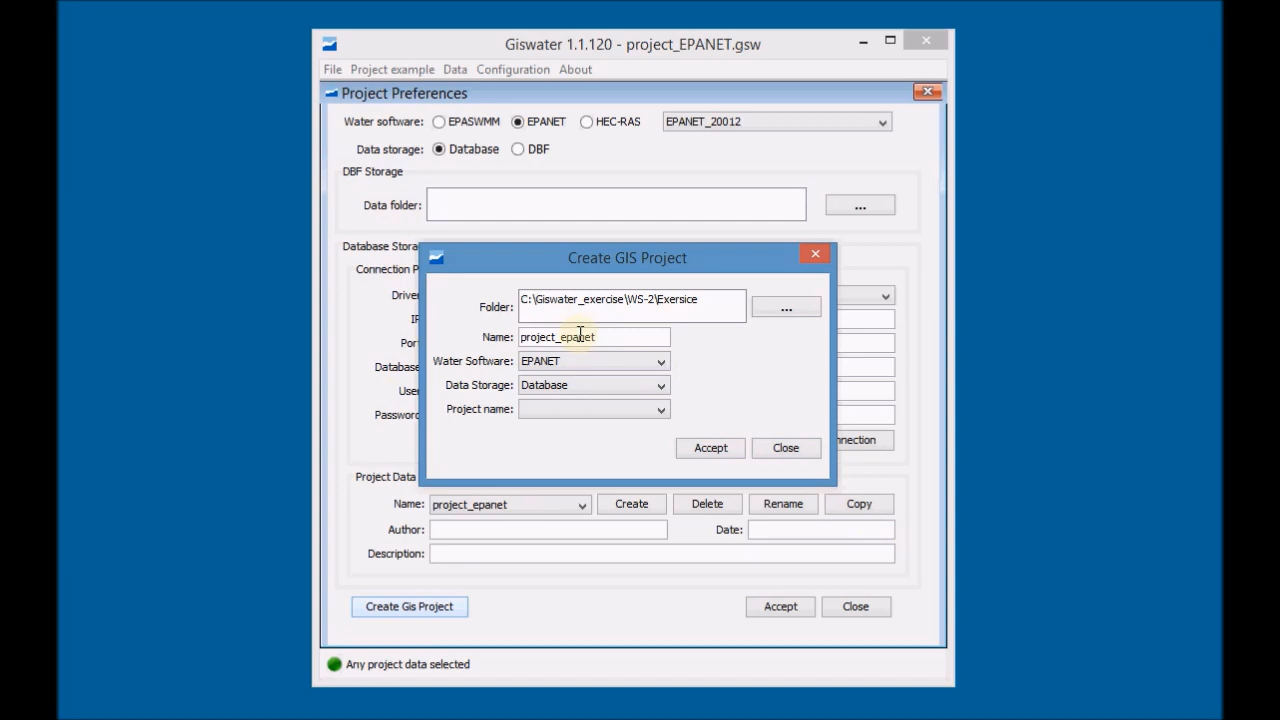 Giswater 1.1.120 - project_EPANET.gsw
File Project example Data Configuration About
Project Preferences
Water software: EPASWMM EPANET HEC-RAS EPANET_20012
Data storage: Database DBF
DBF Storage
Data folder: ...
Database Stora
Connection P
Create GIS Project
Drive
Folder: C:\Giswater_exercise\WS-2\Exersice ...
IP
Name: project_epanet
Por
Water Software: EPANET
Database
Data Storage: Database
Use
Project name:
Password
Accept Close
nnection
Project Data
Name: project_epanet Create Delete Rename Copy
Author: Date:
Description:
Create Gis Project Accept Close
Any project data selected